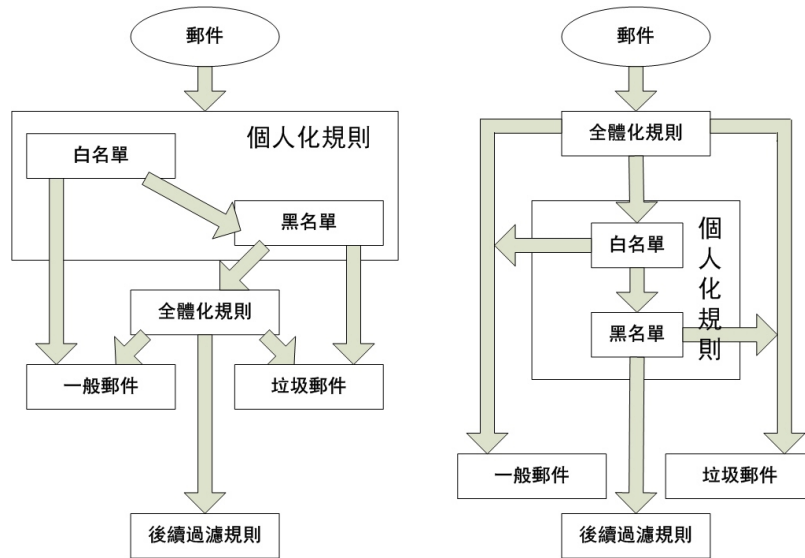 郵件
個人化規則
白名單
黑名單
全體化規則
一般郵件
垃圾郵件
後續過濾規則
郵件
全體化規則
個人化規則
白名單
黑名單
一般郵件
垃圾郵件
後續過濾規則